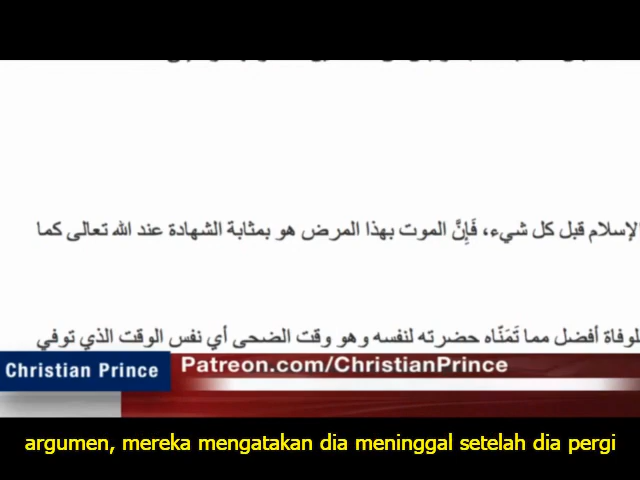 الإسلام قبل كل شيء، فَإِنَّ الموت بهذا المرض هو بمثابة الشهادة عند الله تعالى كما
للوفاة أفضل مما تَمَنّاه حضرته لنفسه وهو وقت الضحى أي نفس الوقت الذي توفي
Patreon.com/ChristianPrince
Christian Prince
argumen, mereka mengatakan dia meninggal setelah dia pergi